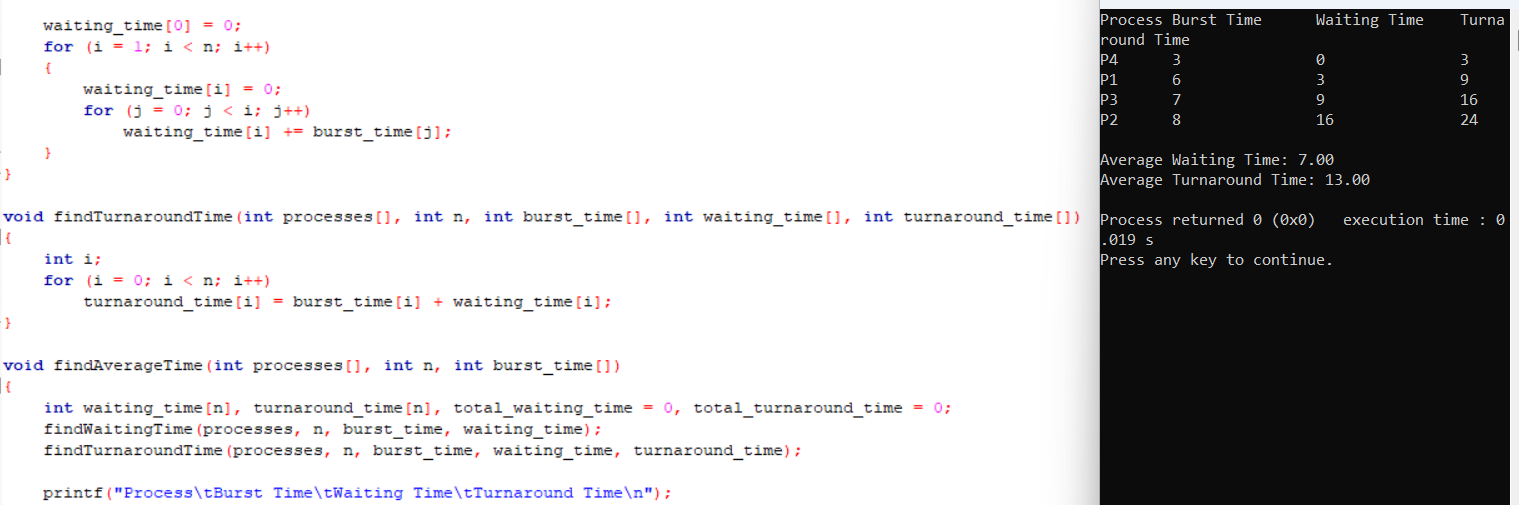 waiting_time[0] = 0;
for (i = 1; i < n; i++)
{
waiting_time[i] = 0;
for (j = 0; j < i; j++)
waiting_time[i] += burst_time[j];
}
}
void findTurnaroundTime(int processes[], int n, int burst_time[], int waiting_time[], int turnaround_time[])
{
int i;
for (i = 0; i < n; i++)
turnaround_time[i] = burst_time[i] + waiting_time[i];
}
void findAverageTime(int processes[], int n, int burst_time[])
{
int waiting_time[n], turnaround_time[n], total_waiting_time = 0, total_turnaround_time = 0;
findWaitingTime(processes, n, burst_time, waiting_time);
findTurnaroundTime(processes, n, burst_time, waiting_time, turnaround_time);
printf("Process\tBurst Time\tWaiting Time\tTurnaround Time\n");
Process Burst Time Waiting Time Turna
round Time
P4 3 0 3
P1 6 3 9
P3 7 9 16
P2 8 16 24
Average Waiting Time: 7.00
Average Turnaround Time: 13.00
Process returned 0 (0x0) execution time : 0
.019 s
Press any key to continue.